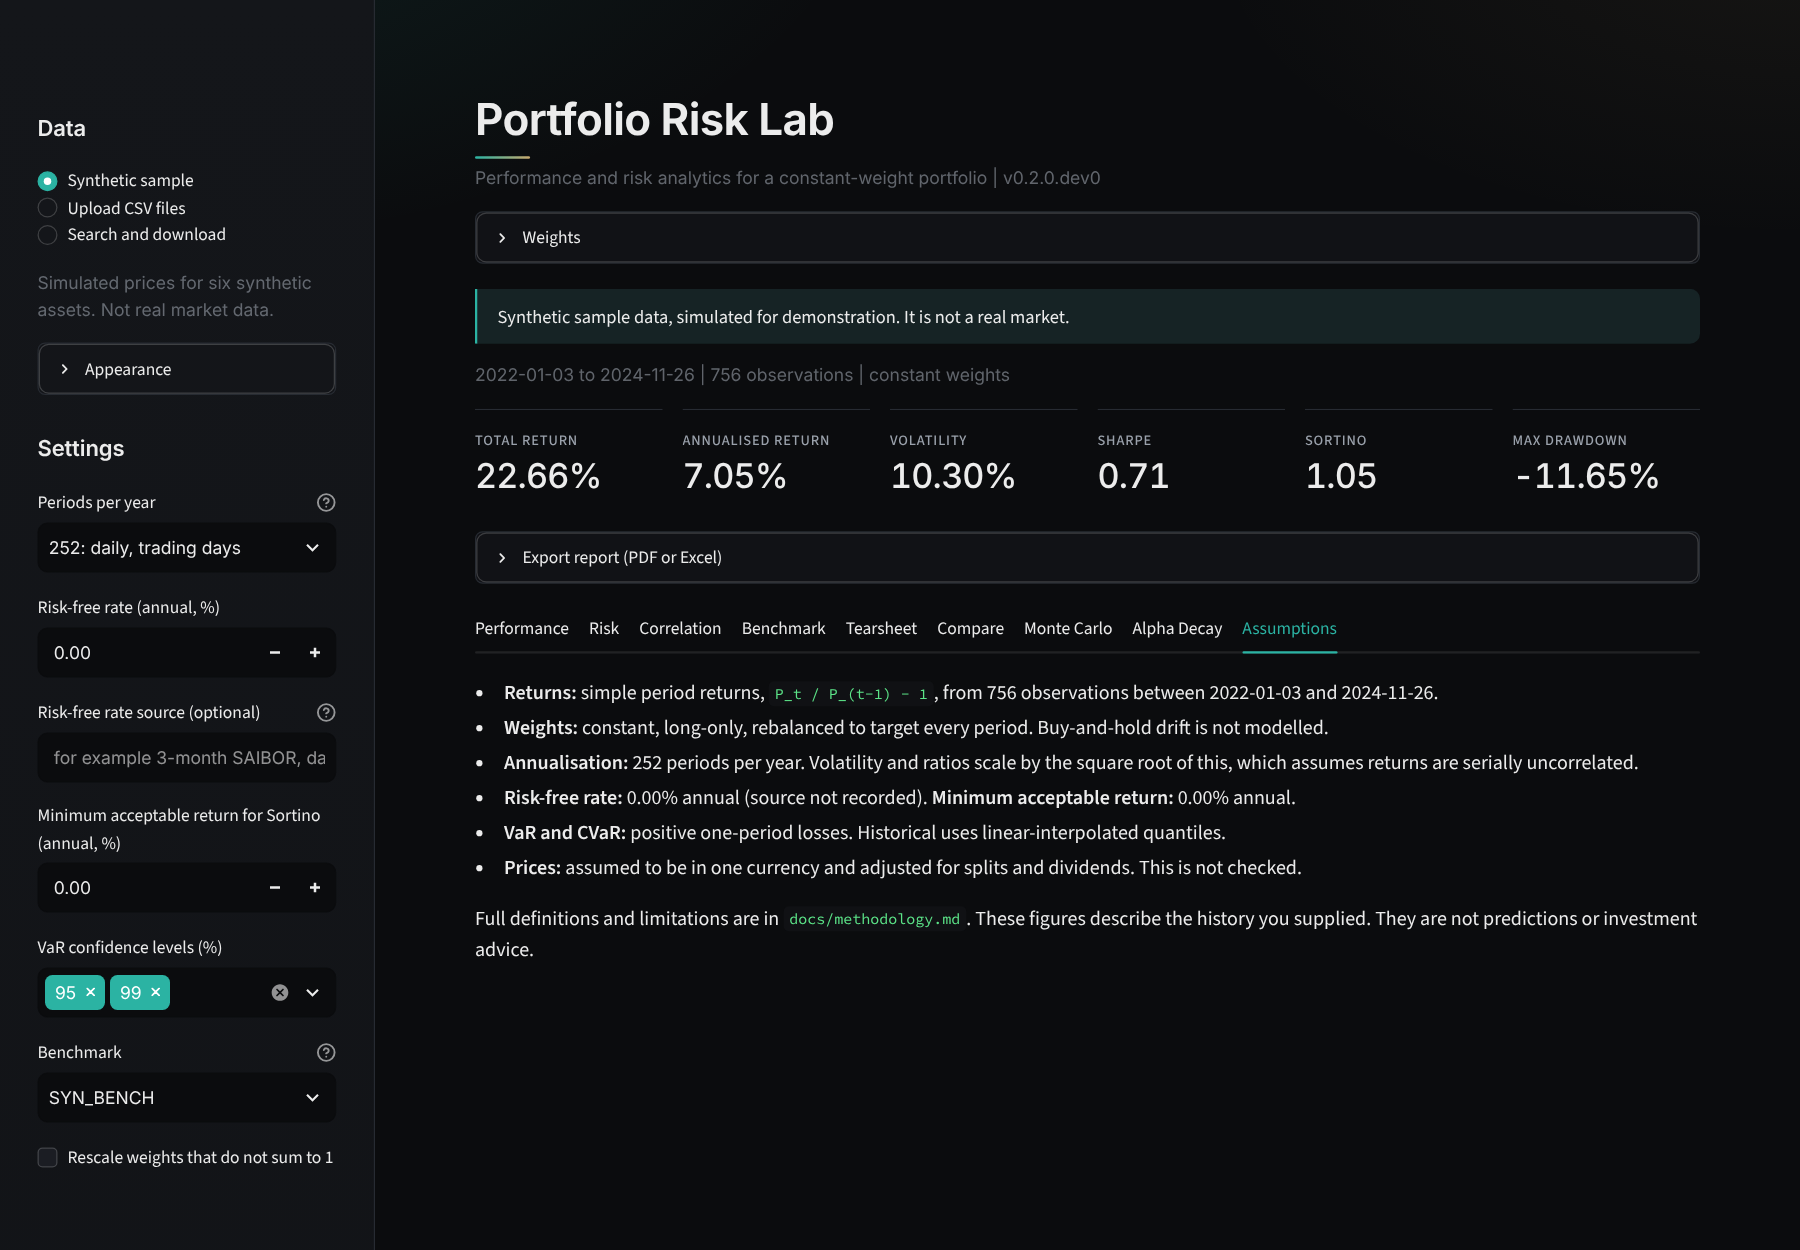 Data
Synthetic sample
Upload CSV files
Search and download
Simulated prices for six synthetic
assets. Not real market data.
Appearance
Settings
Periods per year
252: daily, trading days
Risk-free rate (annual, %)
0.00
Risk-free rate source (optional)
for example 3-month SAIBOR, da
Minimum acceptable return for Sortino
(annual, %)
0.00
VaR confidence levels (%)
95 99
Benchmark
SYN_BENCH
Rescale weights that do not sum to 1
Portfolio Risk Lab
Performance and risk analytics for a constant-weight portfolio | v0.2.0.dev0
Weights
Synthetic sample data, simulated for demonstration. It is not a real market.
2022-01-03 to 2024-11-26 | 756 observations | constant weights
TOTAL RETURN ANNUALISED RETURN VOLATILITY SHARPE SORTINO MAX DRAWDOWN
22.66% 7.05% 10.30% 0.71 1.05 -11.65%
Export report (PDF or Excel)
Performance Risk Correlation Benchmark Tearsheet Compare Monte Carlo Alpha Decay Assumptions
• Returns: simple period returns, P_t / P_(t-1) - 1, from 756 observations between 2022-01-03 and 2024-11-26.
• Weights: constant, long-only, rebalanced to target every period. Buy-and-hold drift is not modelled.
• Annualisation: 252 periods per year. Volatility and ratios scale by the square root of this, which assumes returns are serially uncorrelated.
• Risk-free rate: 0.00% annual (source not recorded). Minimum acceptable return: 0.00% annual.
• VaR and CVaR: positive one-period losses. Historical uses linear-interpolated quantiles.
• Prices: assumed to be in one currency and adjusted for splits and dividends. This is not checked.
Full definitions and limitations are in docs/methodology.md. These figures describe the history you supplied. They are not predictions or investment
advice.